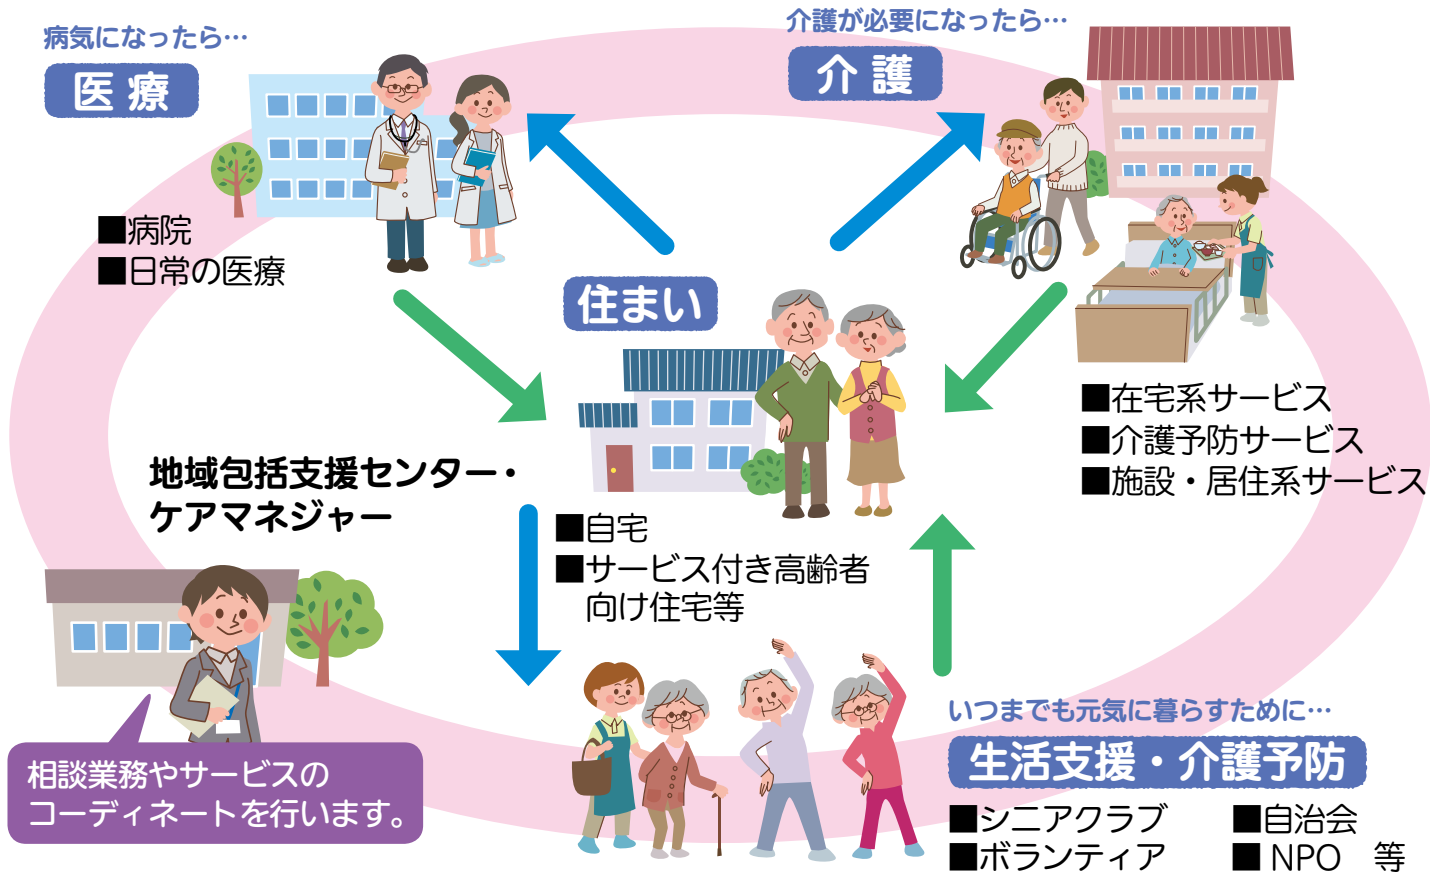 病気になったら…
医療
■病院
■日常の医療
介護が必要になったら…
介護
■在宅系サービス
■介護予防サービス
■施設・居住系サービス
住まい
■自宅
■サービス付き高齢者
向け住宅等
地域包括支援センター・
ケアマネジャー
相談業務やサービスの
コーディネートを行います。
いつまでも元気に暮らすために…
生活支援・介護予防
■シニアクラブ ■自治会
■ボランティア ■NPO 等